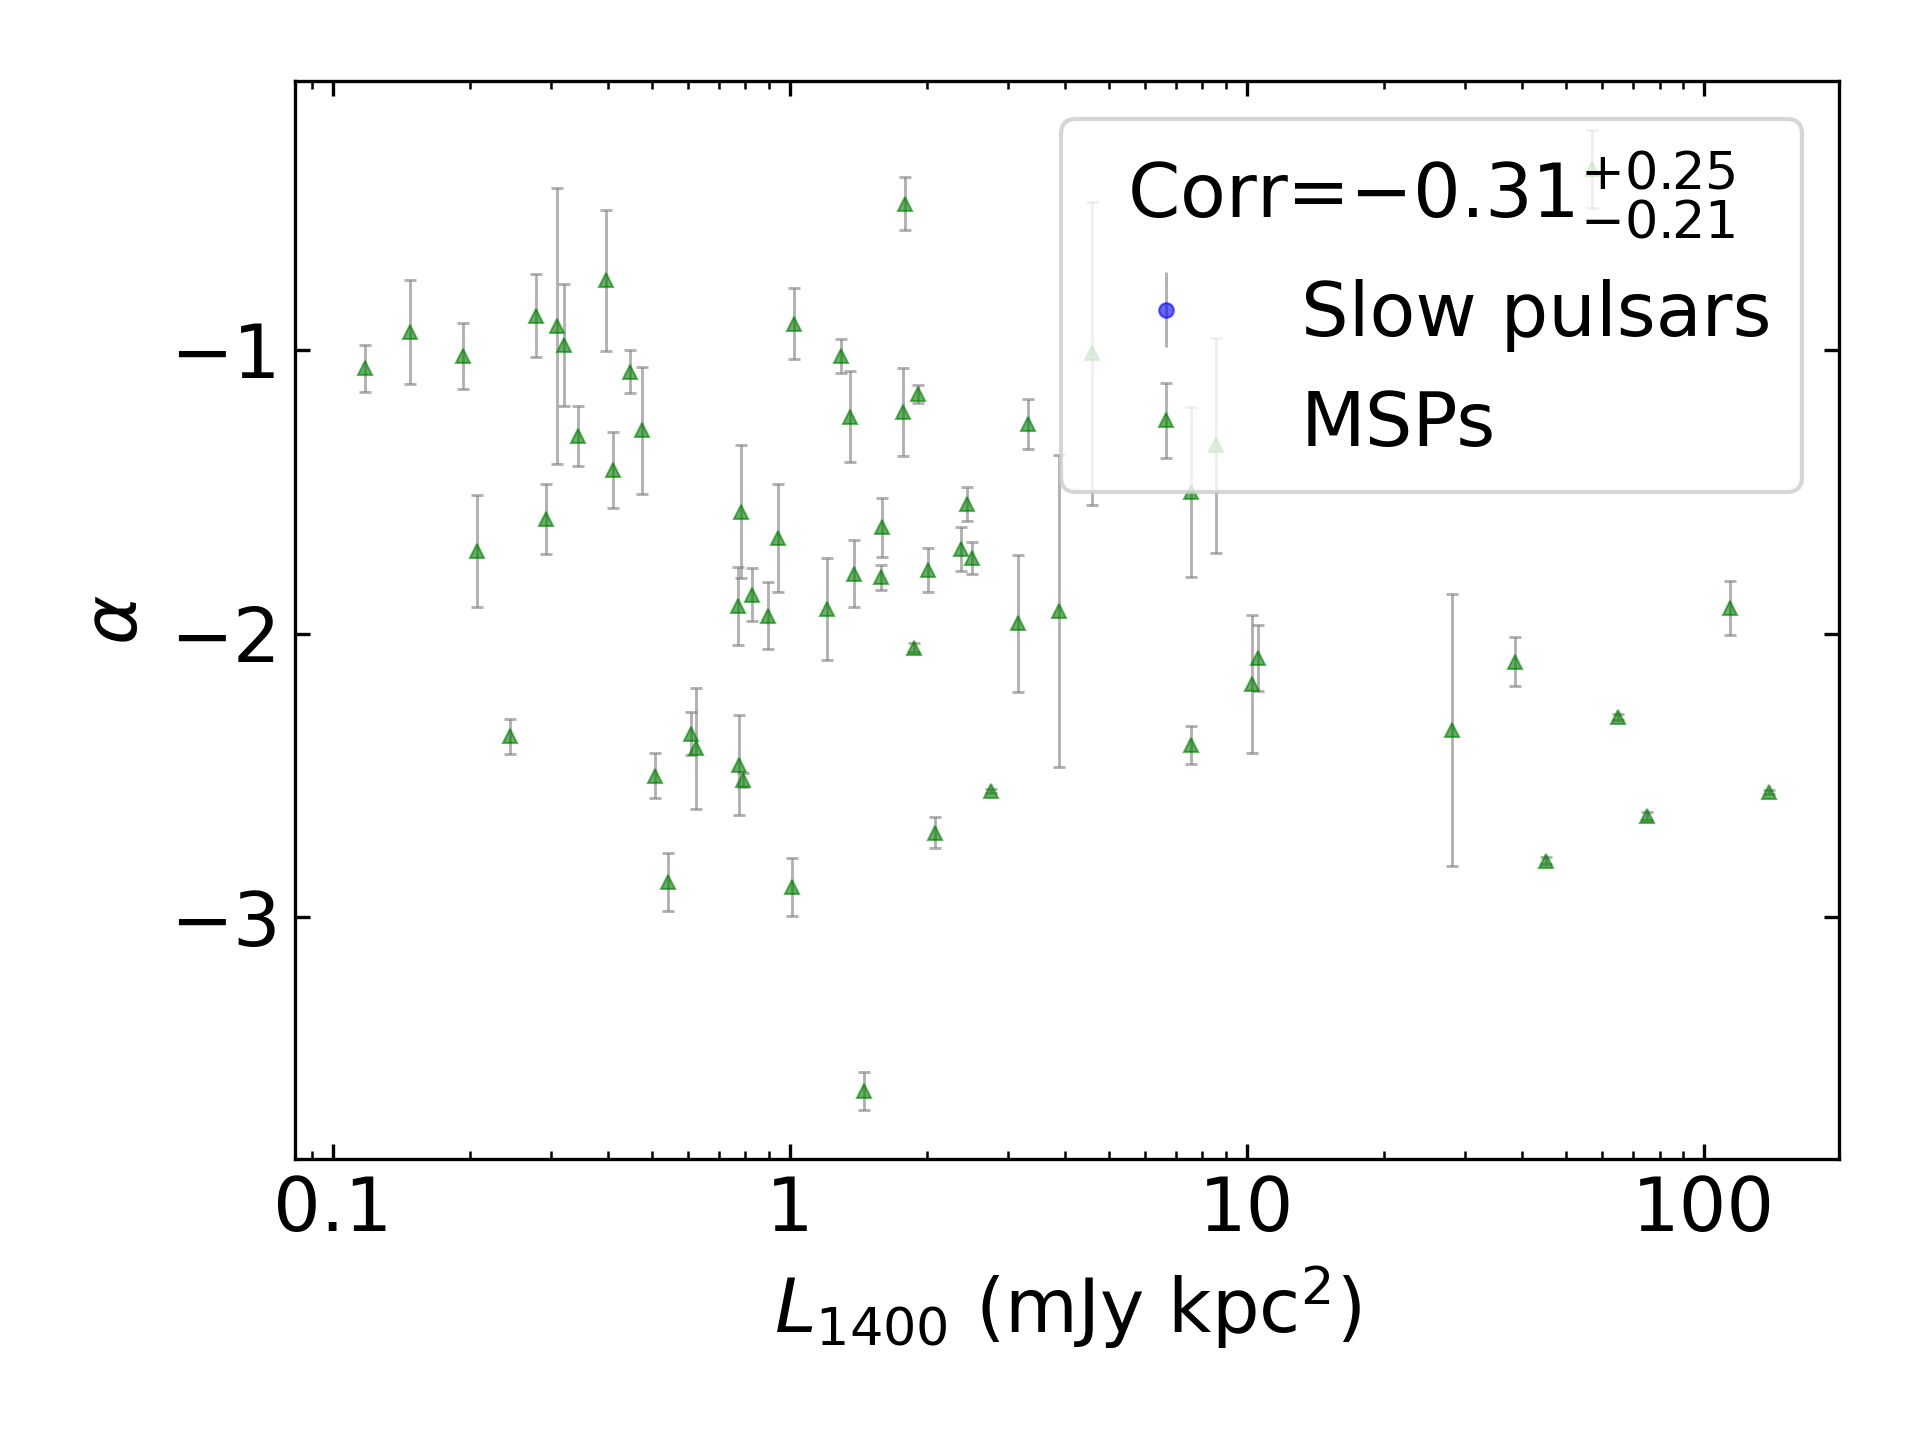 Corr=−0.31+0.25−0.21
Slow pulsars
MSPs
α
−1
−2
−3
0.1 1 10 100
L1400 (mJy kpc²)